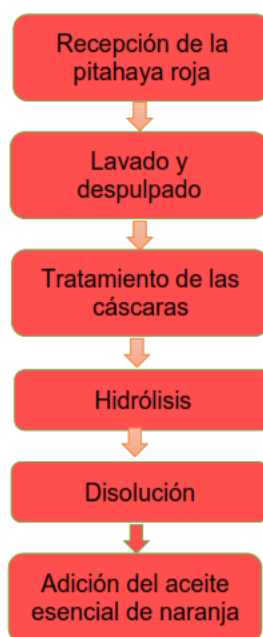 Recepción de la
pitahaya roja
Lavado y
despulpado
Tratamiento de las
cáscaras
Hidrólisis
Disolución
Adición del aceite
esencial de naranja